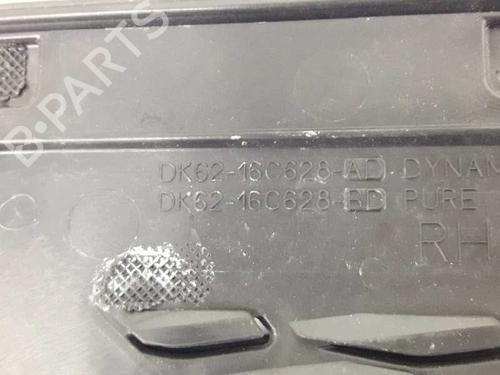 B-PARTS
DK62-16C628-AD DYNAM
DK62-16C628-BD PURE
RH